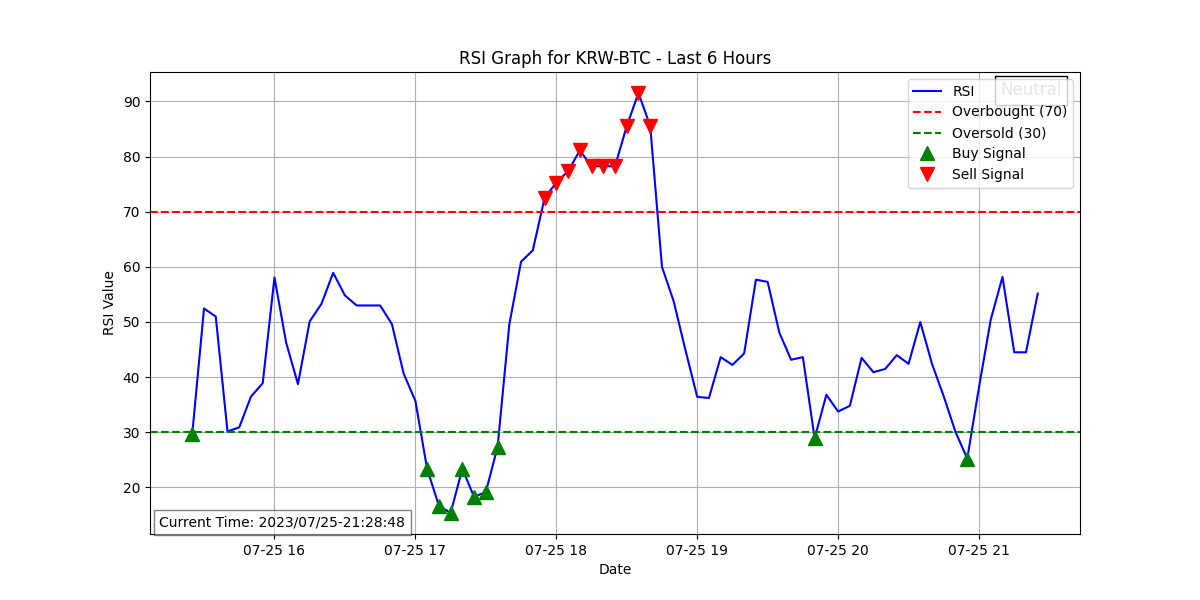 RSI Graph for KRW-BTC - Last 6 Hours
Neutral
RSI
Overbought (70)
Oversold (30)
Buy Signal
Sell Signal
RSI Value
90
80
70
60
50
40
30
20
Current Time: 2023/07/25-21:28:48
07-25 16
07-25 17
07-25 18
07-25 19
07-25 20
07-25 21
Date